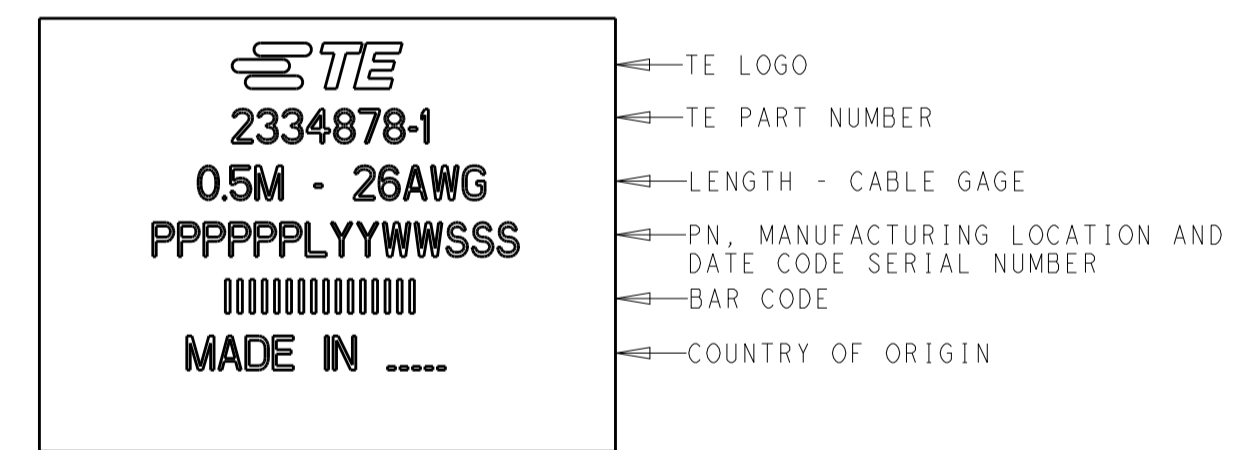 TE
2334878-1
0.5M - 26AWG
PPPPPPLYYWWSSS
MADE IN _____
TE LOGO
TE PART NUMBER
LENGTH - CABLE GAGE
PN, MANUFACTURING LOCATION AND
DATE CODE SERIAL NUMBER
BAR CODE
COUNTRY OF ORIGIN